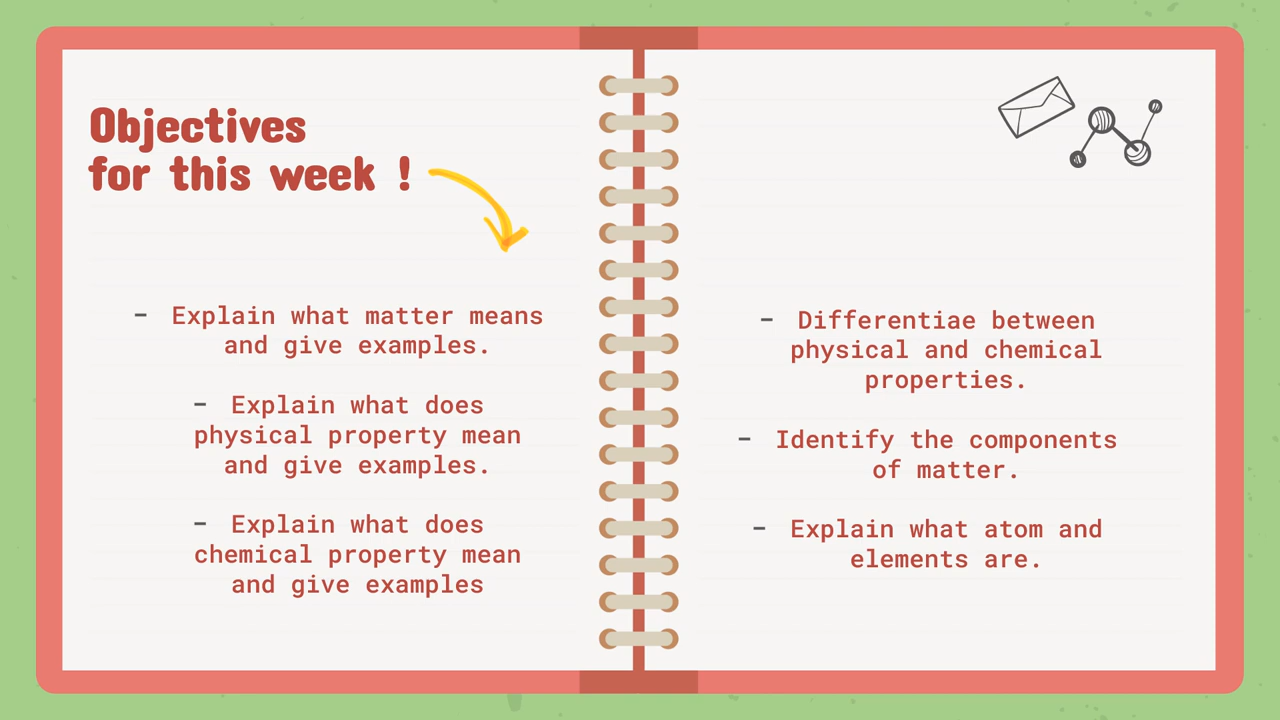 Objectives
for this week !
- Explain what matter means
and give examples.
- Explain what does
physical property mean
and give examples.
- Explain what does
chemical property mean
and give examples
- Differentiae between
physical and chemical
properties.
- Identify the components
of matter.
- Explain what atom and
elements are.